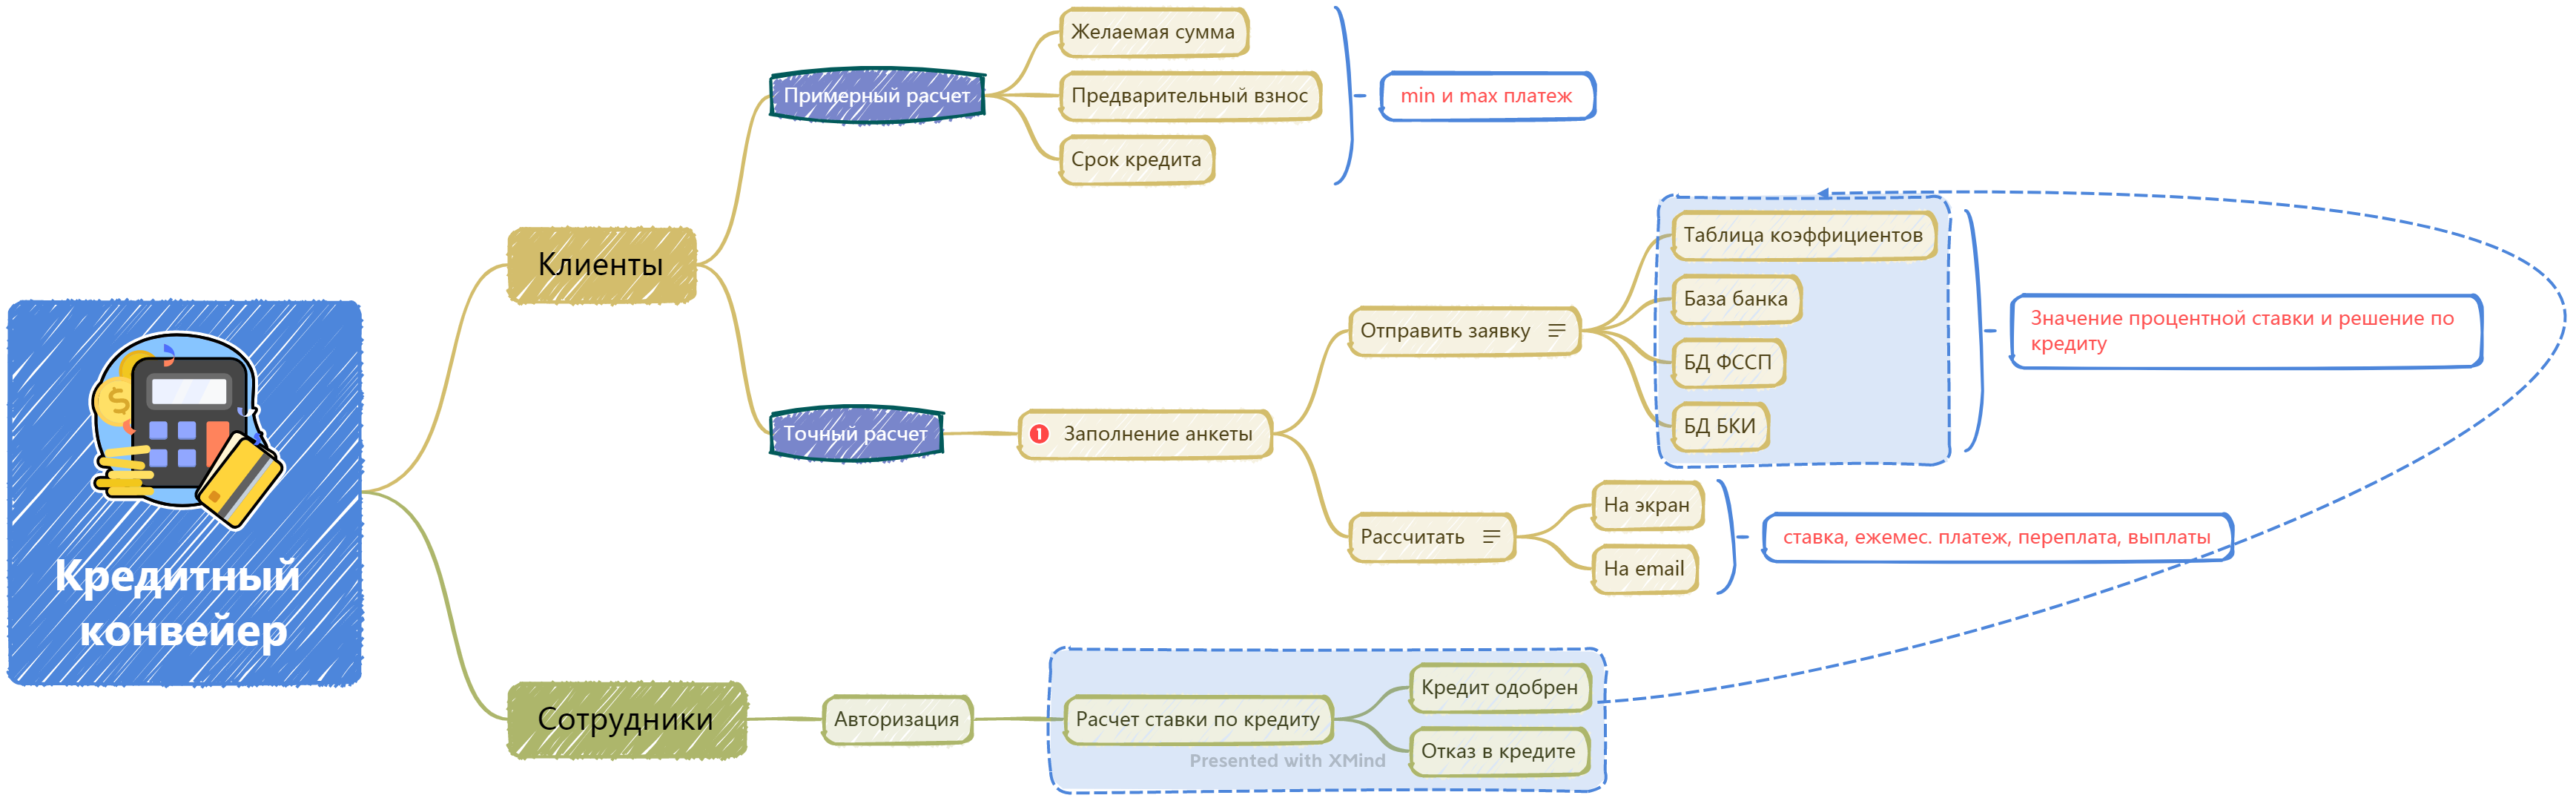 Кредитный
конвейер
Клиенты
Примерный расчет
Желаемая сумма
Предварительный взнос
Срок кредита
min и max платеж
Точный расчет
1 Заполнение анкеты
Отправить заявку
Таблица коэффициентов
База банка
БД ФССП
БД БКИ
Значение процентной ставки и решение по
кредиту
Рассчитать
На экран
На email
ставка, ежемес. платеж, переплата, выплаты
Сотрудники
Авторизация
Расчет ставки по кредиту
Кредит одобрен
Отказ в кредите
Presented with XMind